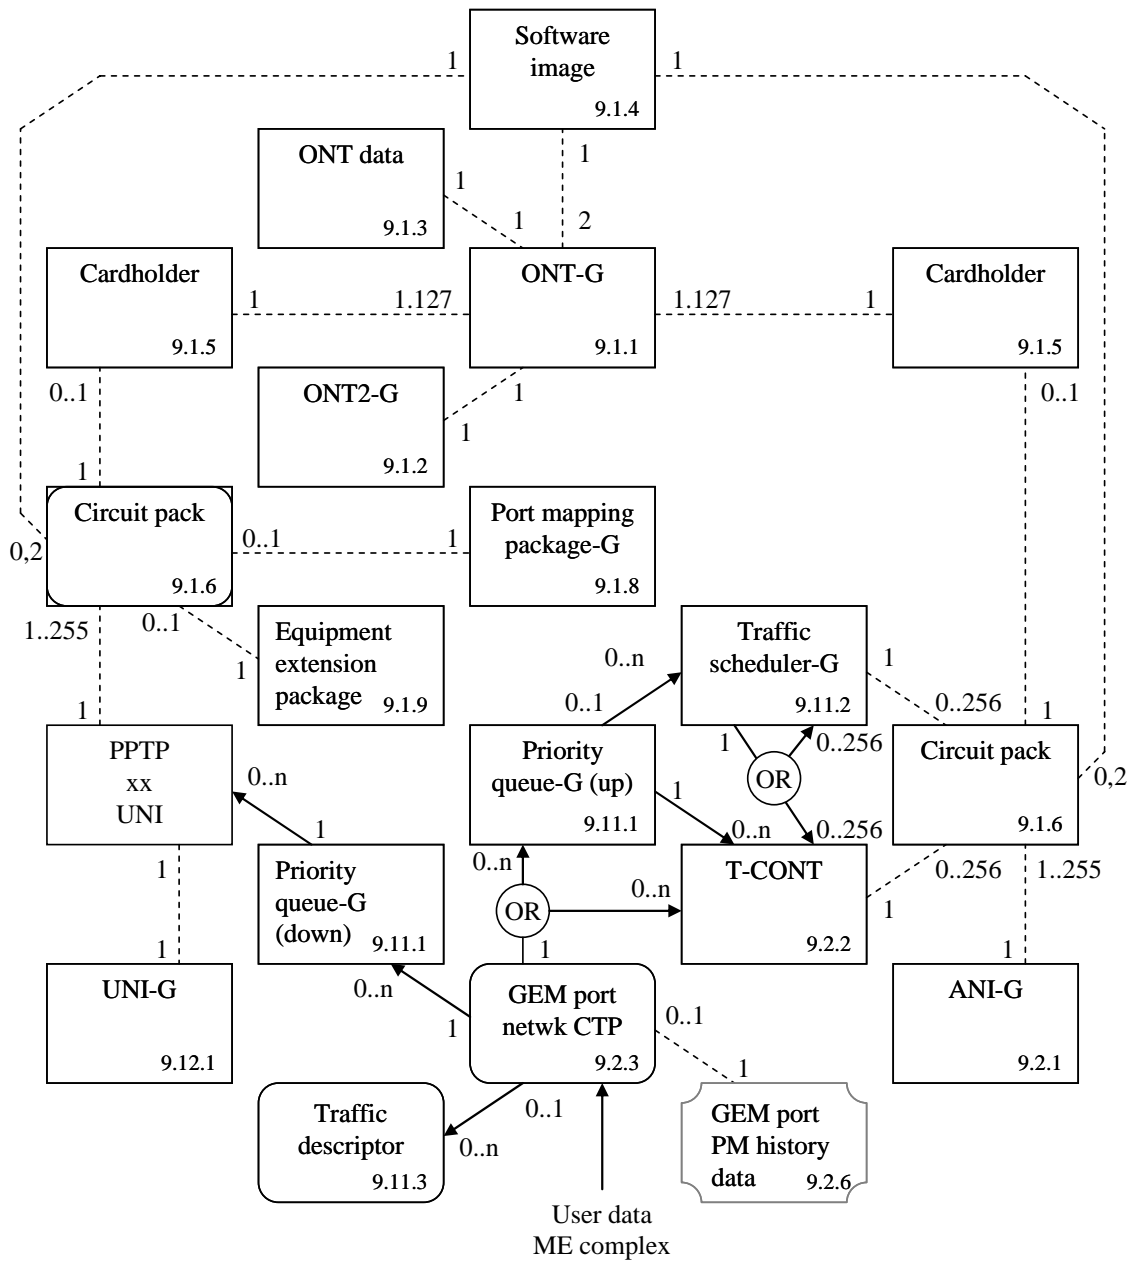 Software
image
9.1.4
1
1
1
2
ONT data
9.1.3
1
1
Cardholder
9.1.5
1
1.127
ONT-G
9.1.1
1.127
1
Cardholder
9.1.5
0..1
1
ONT2-G
9.1.2
1
1
0..1
1
Circuit pack
9.1.6
0,2
0..1
1
Port mapping
package-G
9.1.8
1..255
1
0..1
1
Equipment
extension
package
9.1.9
Traffic
scheduler-G
9.11.2
0..n
0..1
1
0..256
PPTP
xx
UNI
0..n
1
Priority
queue-G (up)
9.11.1
1
0..n
1
OR
0..256
0..256
Circuit pack
9.1.6
0,2
1
1
Priority
queue-G
(down)
9.11.1
0..n
OR
0..n
1
T-CONT
9.2.2
0..256
1
1..255
1
UNI-G
9.12.1
0..n
1
GEM port
netwk CTP
9.2.3
0..1
1
ANI-G
9.2.1
Traffic
descriptor
9.11.3
0..1
0..n
GEM port
PM history
data
9.2.6
User data
ME complex